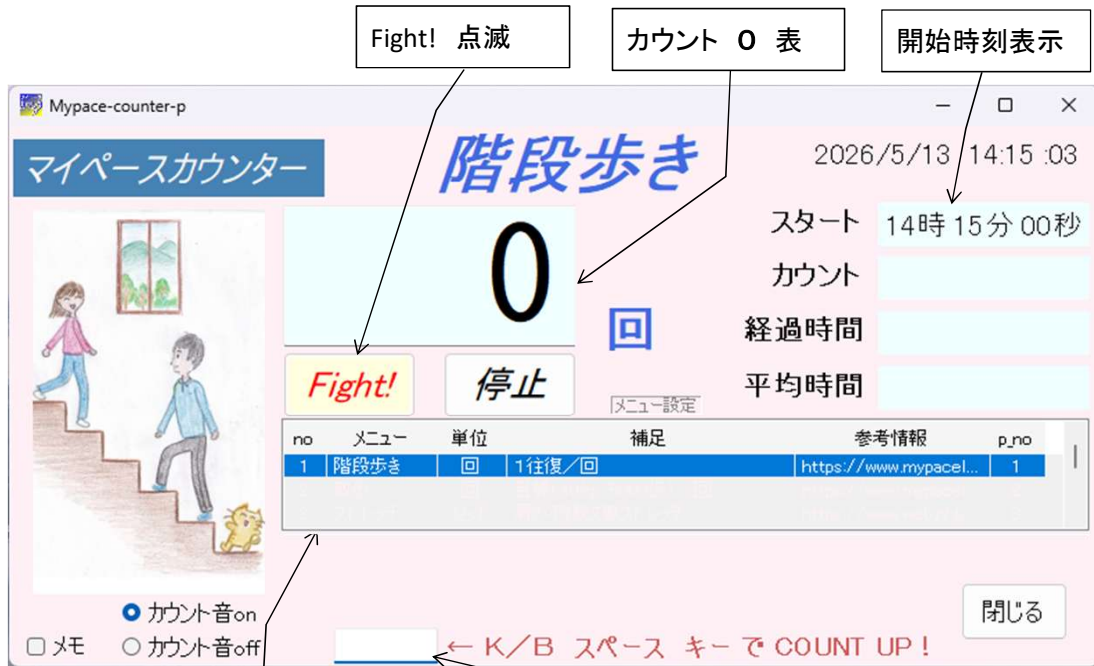 Fight! 点滅
カウント 0 表
開始時刻表示
Mypace-counter-p
マイペースカウンター
階段歩き
2026/5/13 14:15 :03
0
回
スタート 14時15分00秒
カウント
経過時間
平均時間
Fight!
停止
メニュー設定
no メニュー 単位 補足 参考情報 p_no
1 階段歩き 回 1往復/回 https://www.mypacel... 1
カウント音on
メモ カウント音off
← K/B スペース キーで COUNT UP!
閉じる